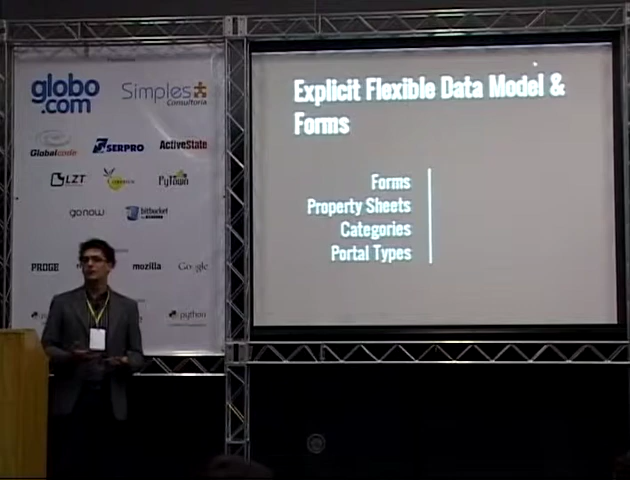 globo
.com
Simples
Consultoria
Globalcode
SERPRO
ActiveState
LZT
PyTown
gonow
bitbucket
PROGE
mozilla
Google
python
python
Explicit Flexible Data Model &
Forms
Forms
Property Sheets
Categories
Portal Types